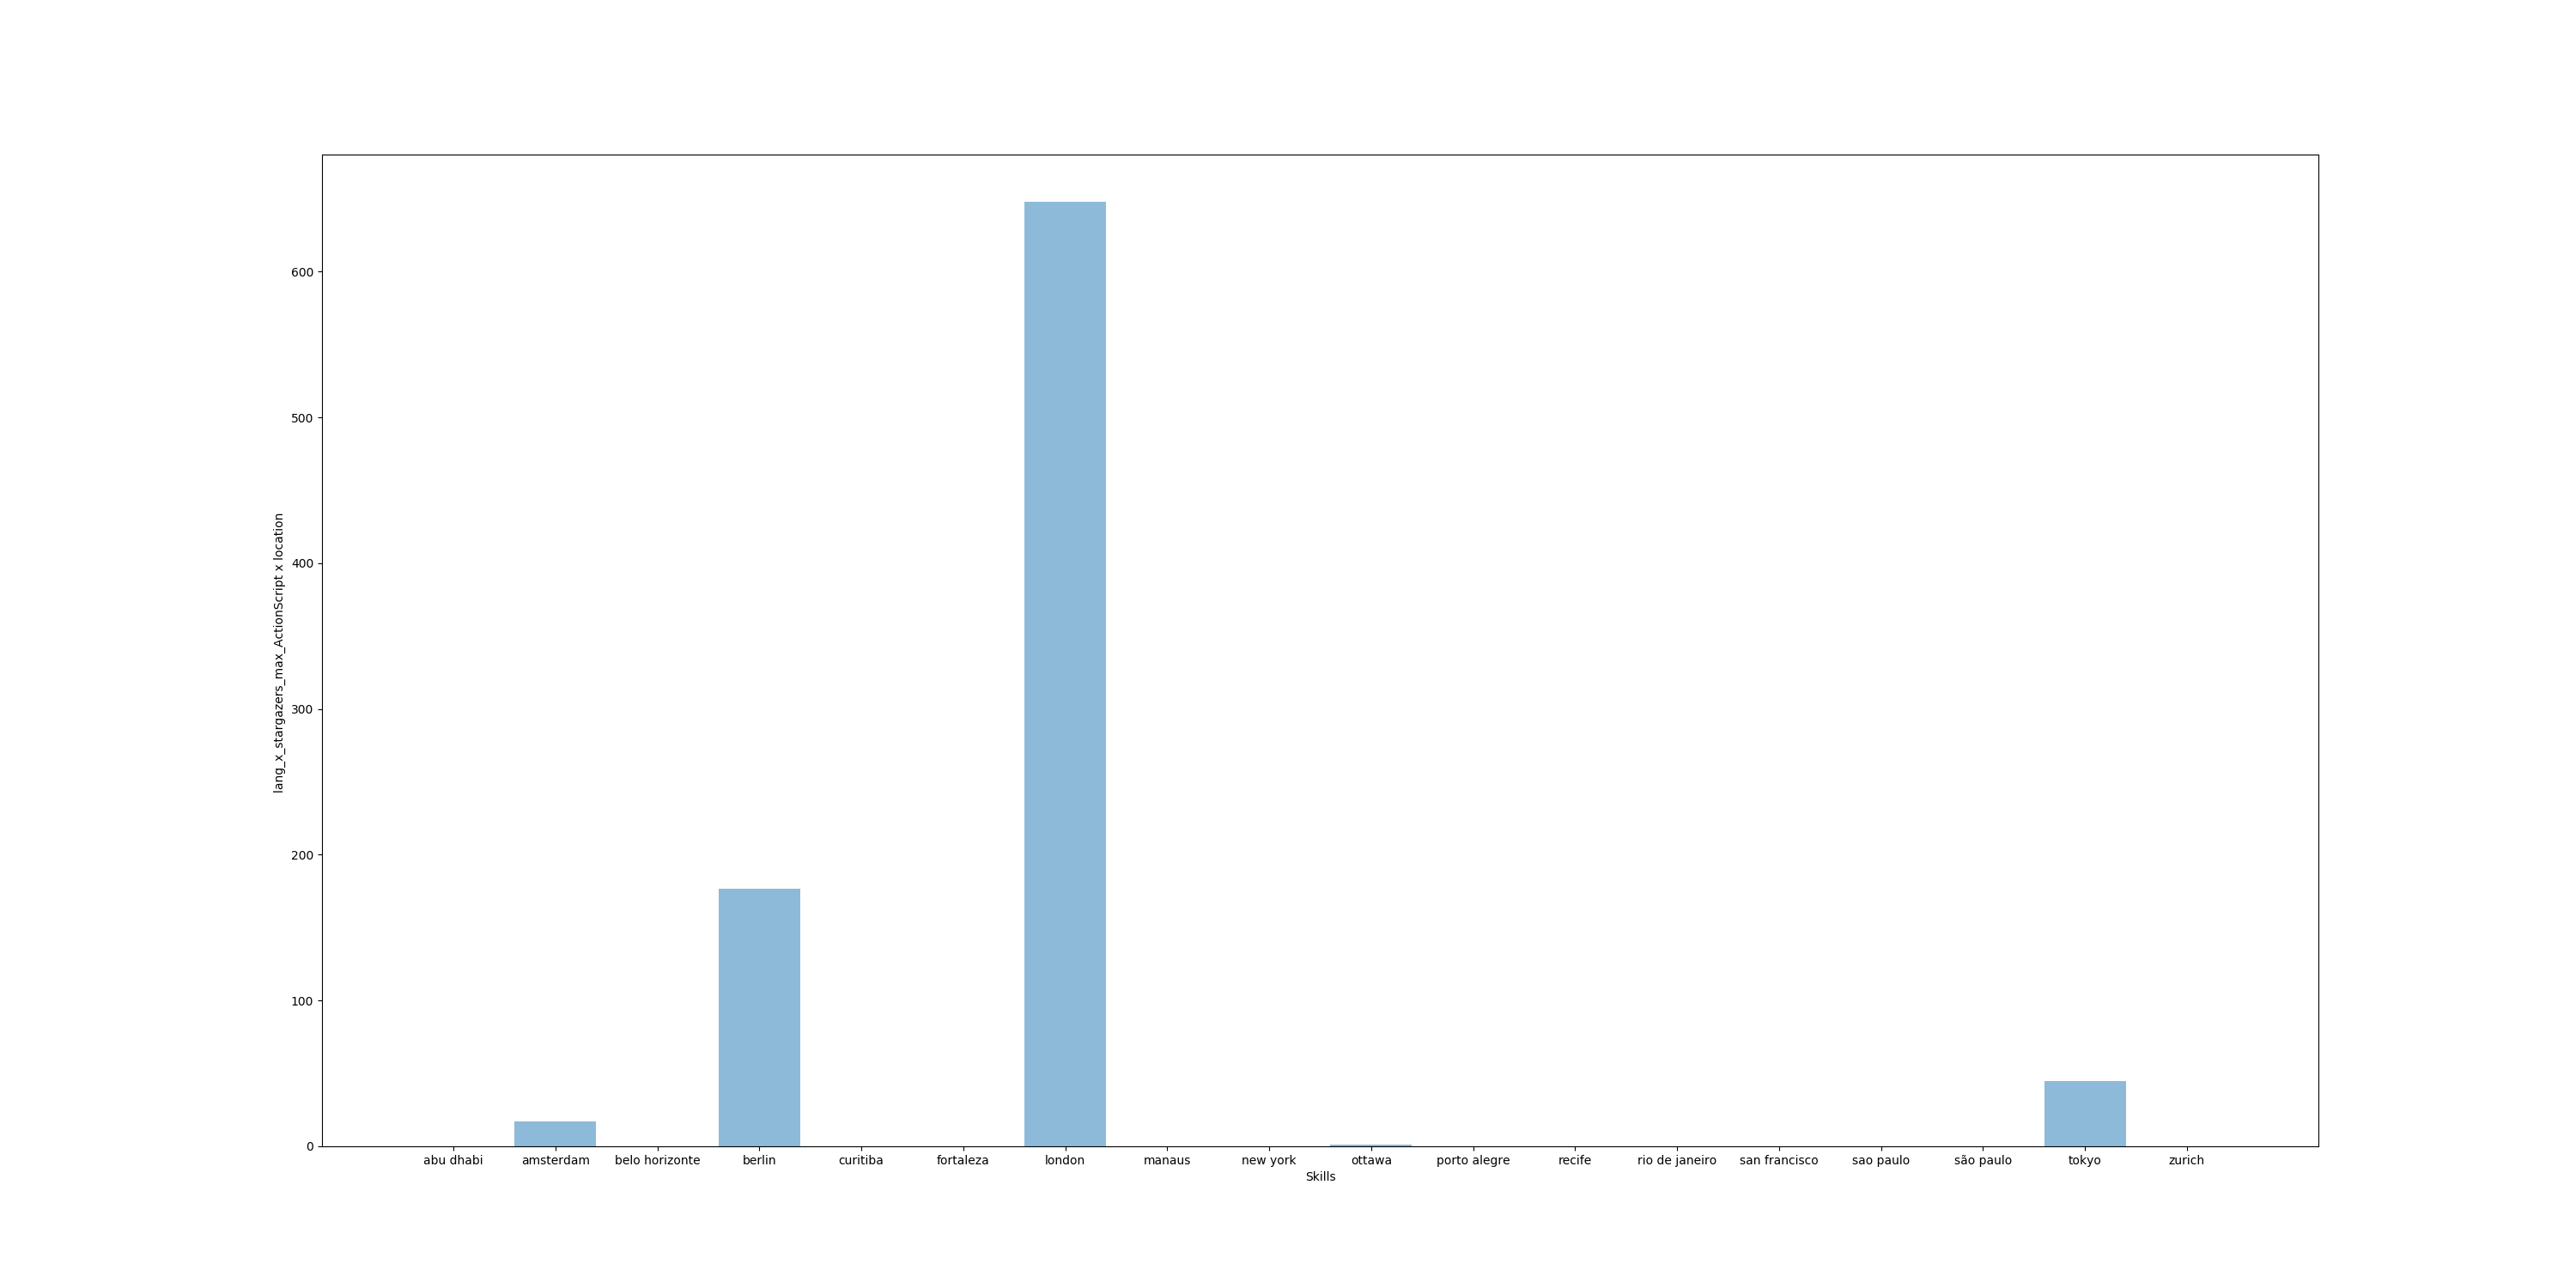 lang_x_stargazers_max_ActionScript x location
600
500
400
300
200
100
0
abu dhabi amsterdam belo horizonte berlin curitiba fortaleza london manaus new york ottawa porto alegre recife rio de janeiro san francisco sao paulo são paulo tokyo zurich
Skills